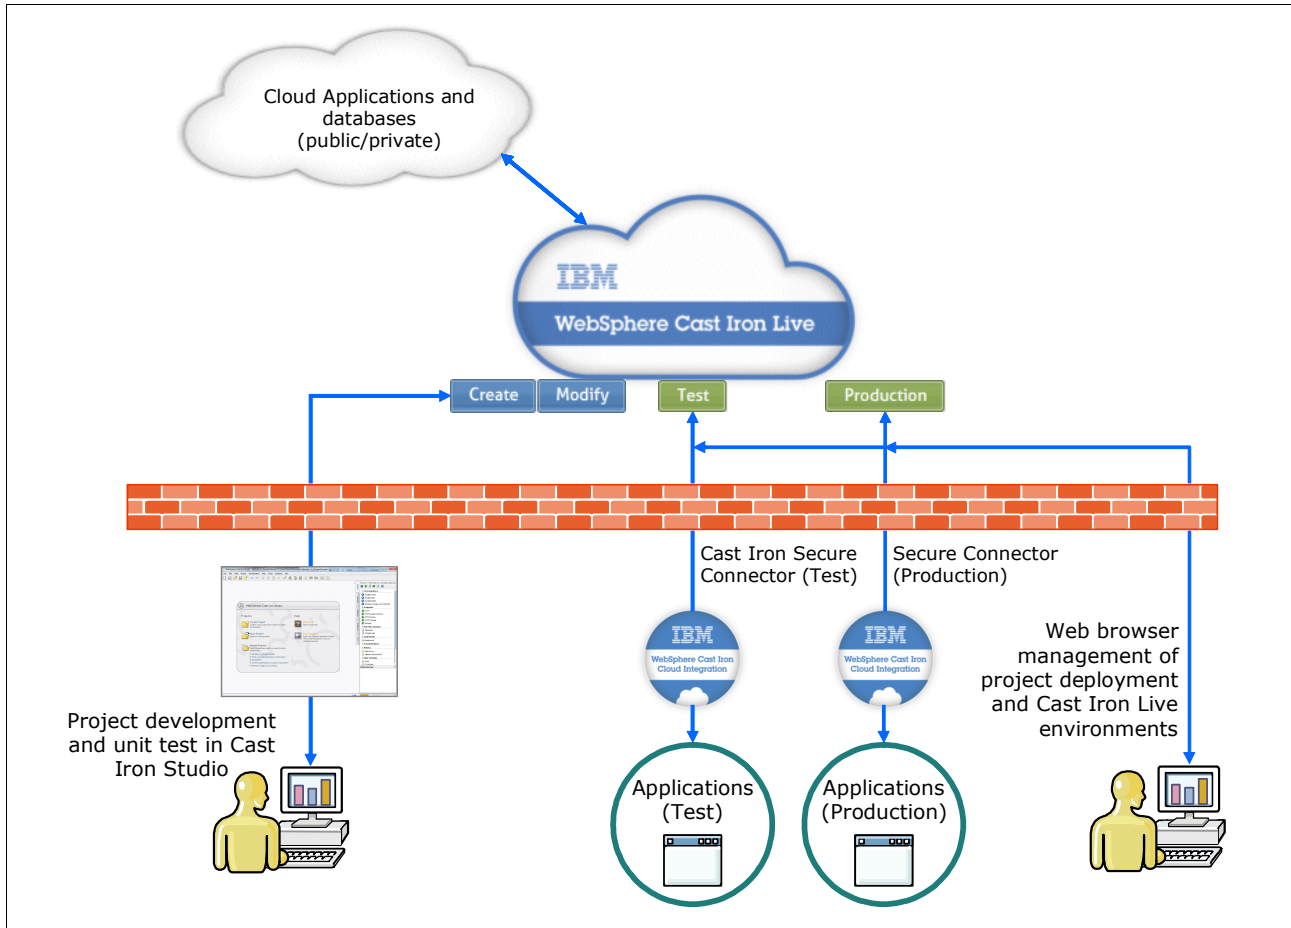 Cloud Applications and
databases
(public/private)
IBM
WebSphere Cast Iron Live
Create
Modify
Test
Production
Cast Iron Secure
Connector (Test)
Secure Connector
(Production)
IBM
WebSphere Cast Iron
Cloud Integration
IBM
WebSphere Cast Iron
Cloud Integration
Web browser
management of
project deployment
and Cast Iron Live
environments
Project development
and unit test in Cast
Iron Studio
Applications
(Test)
Applications
(Production)